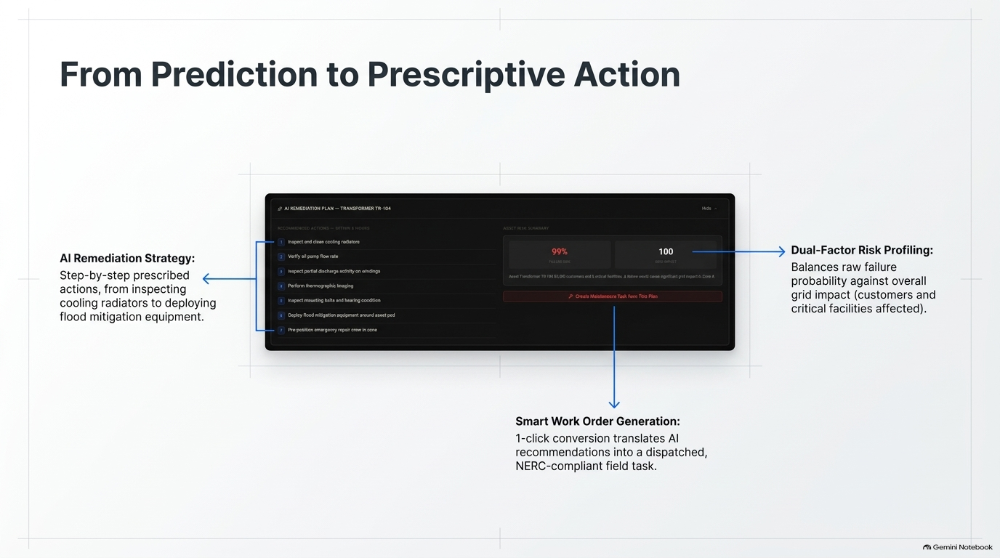 From Prediction to Prescriptive Action
AI REMEDIATION PLAN — TRANSFORMER TR-104
Hide
RECOMMENDED ACTIONS — WITHIN 6 HOURS
1 Inspect and clean cooling radiators
2 Verify oil pump flow rate
Inspect partial discharge activity on windings
Perform thermographic imaging
Inspect mounting bolts and bearing condition
Deploy flood mitigation equipment around asset pad
7 Pre-position emergency repair crew in zone
ASSET RISK SUMMARY
99%
FAILURE RISK
100
GRID IMPACT
Asset Transformer TR-104 customers and critical facilities. A failure would cause significant grid impact in Zone A
Create Maintenance Task from This Plan
AI Remediation Strategy:
Step-by-step prescribed
actions, from inspecting
cooling radiators to deploying
flood mitigation equipment.
Dual-Factor Risk Profiling:
Balances raw failure
probability against overall
grid impact (customers and
critical facilities affected).
Smart Work Order Generation:
1-click conversion translates AI
recommendations into a dispatched,
NERC-compliant field task.
Gemini Notebook